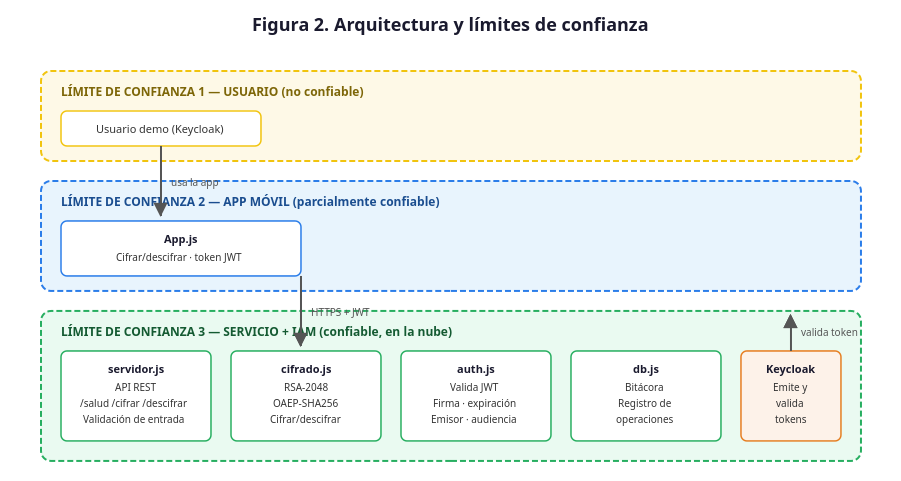 Figura 2. Arquitectura y límites de confianza
LÍMITE DE CONFIANZA 1 — USUARIO (no confiable)
Usuario demo (Keycloak)
usa la app
LÍMITE DE CONFIANZA 2 — APP MÓVIL (parcialmente confiable)
App.js
Cifrar/descifrar · token JWT
HTTPS + JWT
LÍMITE DE CONFIANZA 3 — SERVICIO + IAM (confiable, en la nube)
valida token
servidor.js
API REST
/salud /cifrar /descifrar
Validación de entrada
cifrado.js
RSA-2048
OAEP-SHA256
Cifrar/descifrar
auth.js
Valida JWT
Firma · expiración
Emisor · audiencia
db.js
Bitácora
Registro de
operaciones
Keycloak
Emite y
valida
tokens